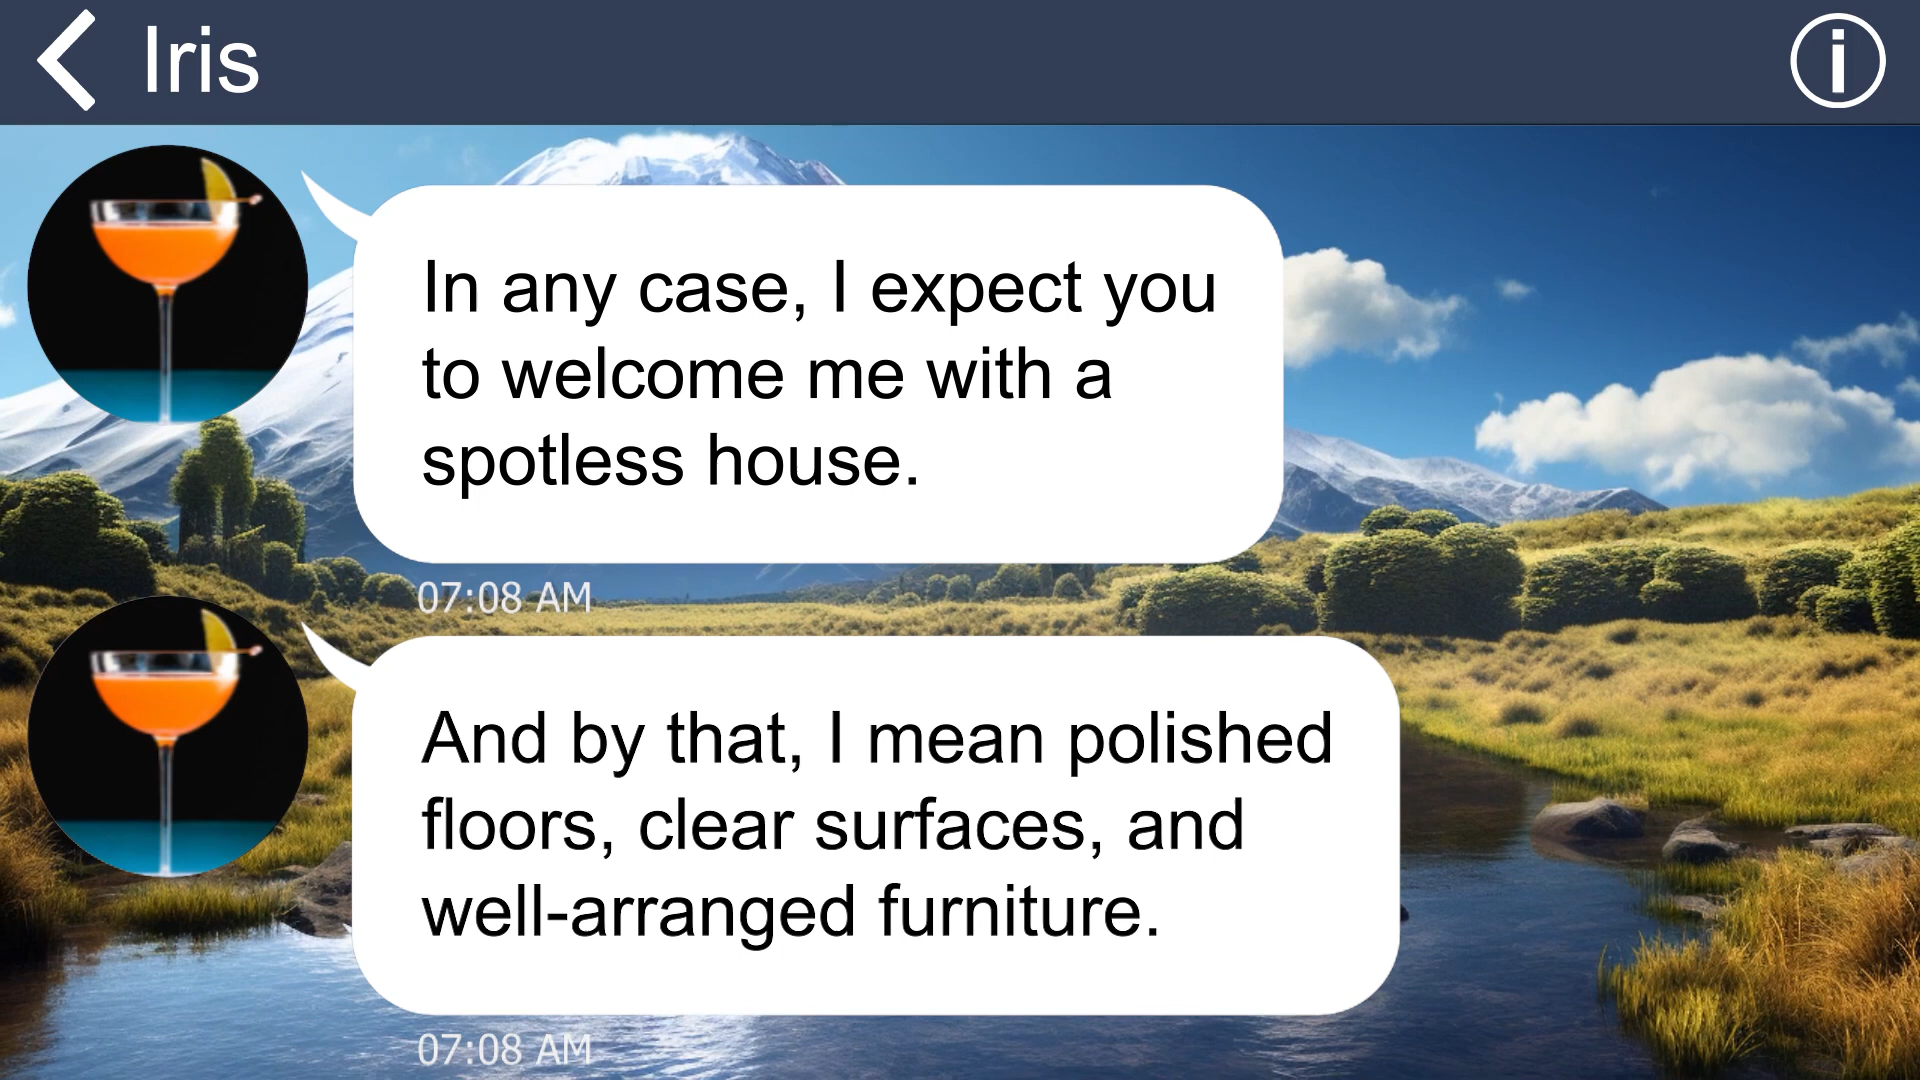 Iris
In any case, I expect you
to welcome me with a
spotless house.
07:08 AM
And by that, I mean polished
floors, clear surfaces, and
well-arranged furniture.
07:08 AM